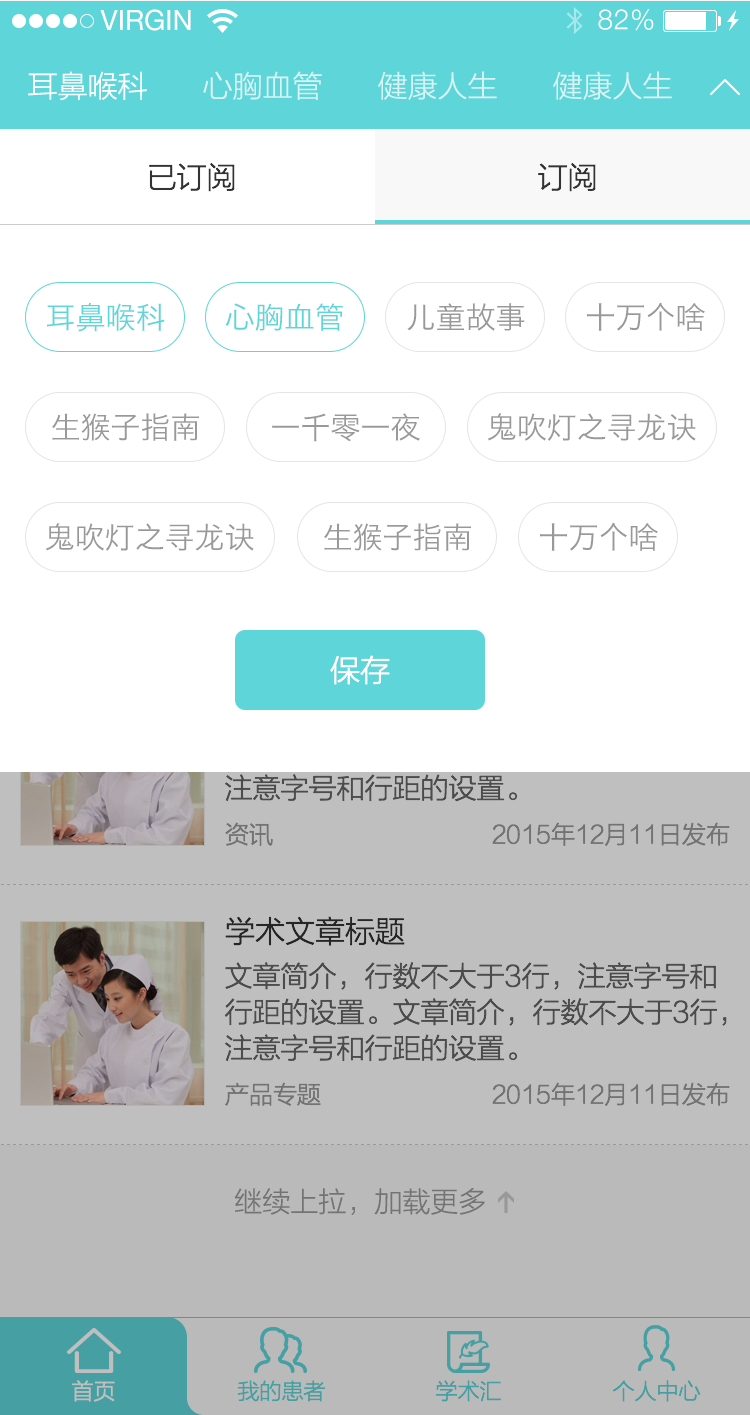 VIRGIN 82%
耳鼻喉科 心胸血管 健康人生 健康人生
已订阅 订阅
耳鼻喉科 心胸血管 儿童故事 十万个啥
生猴子指南 一千零一夜 鬼吹灯之寻龙诀
鬼吹灯之寻龙诀 生猴子指南 十万个啥
保存
注意字号和行距的设置。
资讯 2015年12月11日发布
学术文章标题
文章简介，行数不大于3行，注意字号和
行距的设置。文章简介，行数不大于3行，
注意字号和行距的设置。
产品专题 2015年12月11日发布
继续上拉，加载更多
首页 我的患者 学术汇 个人中心